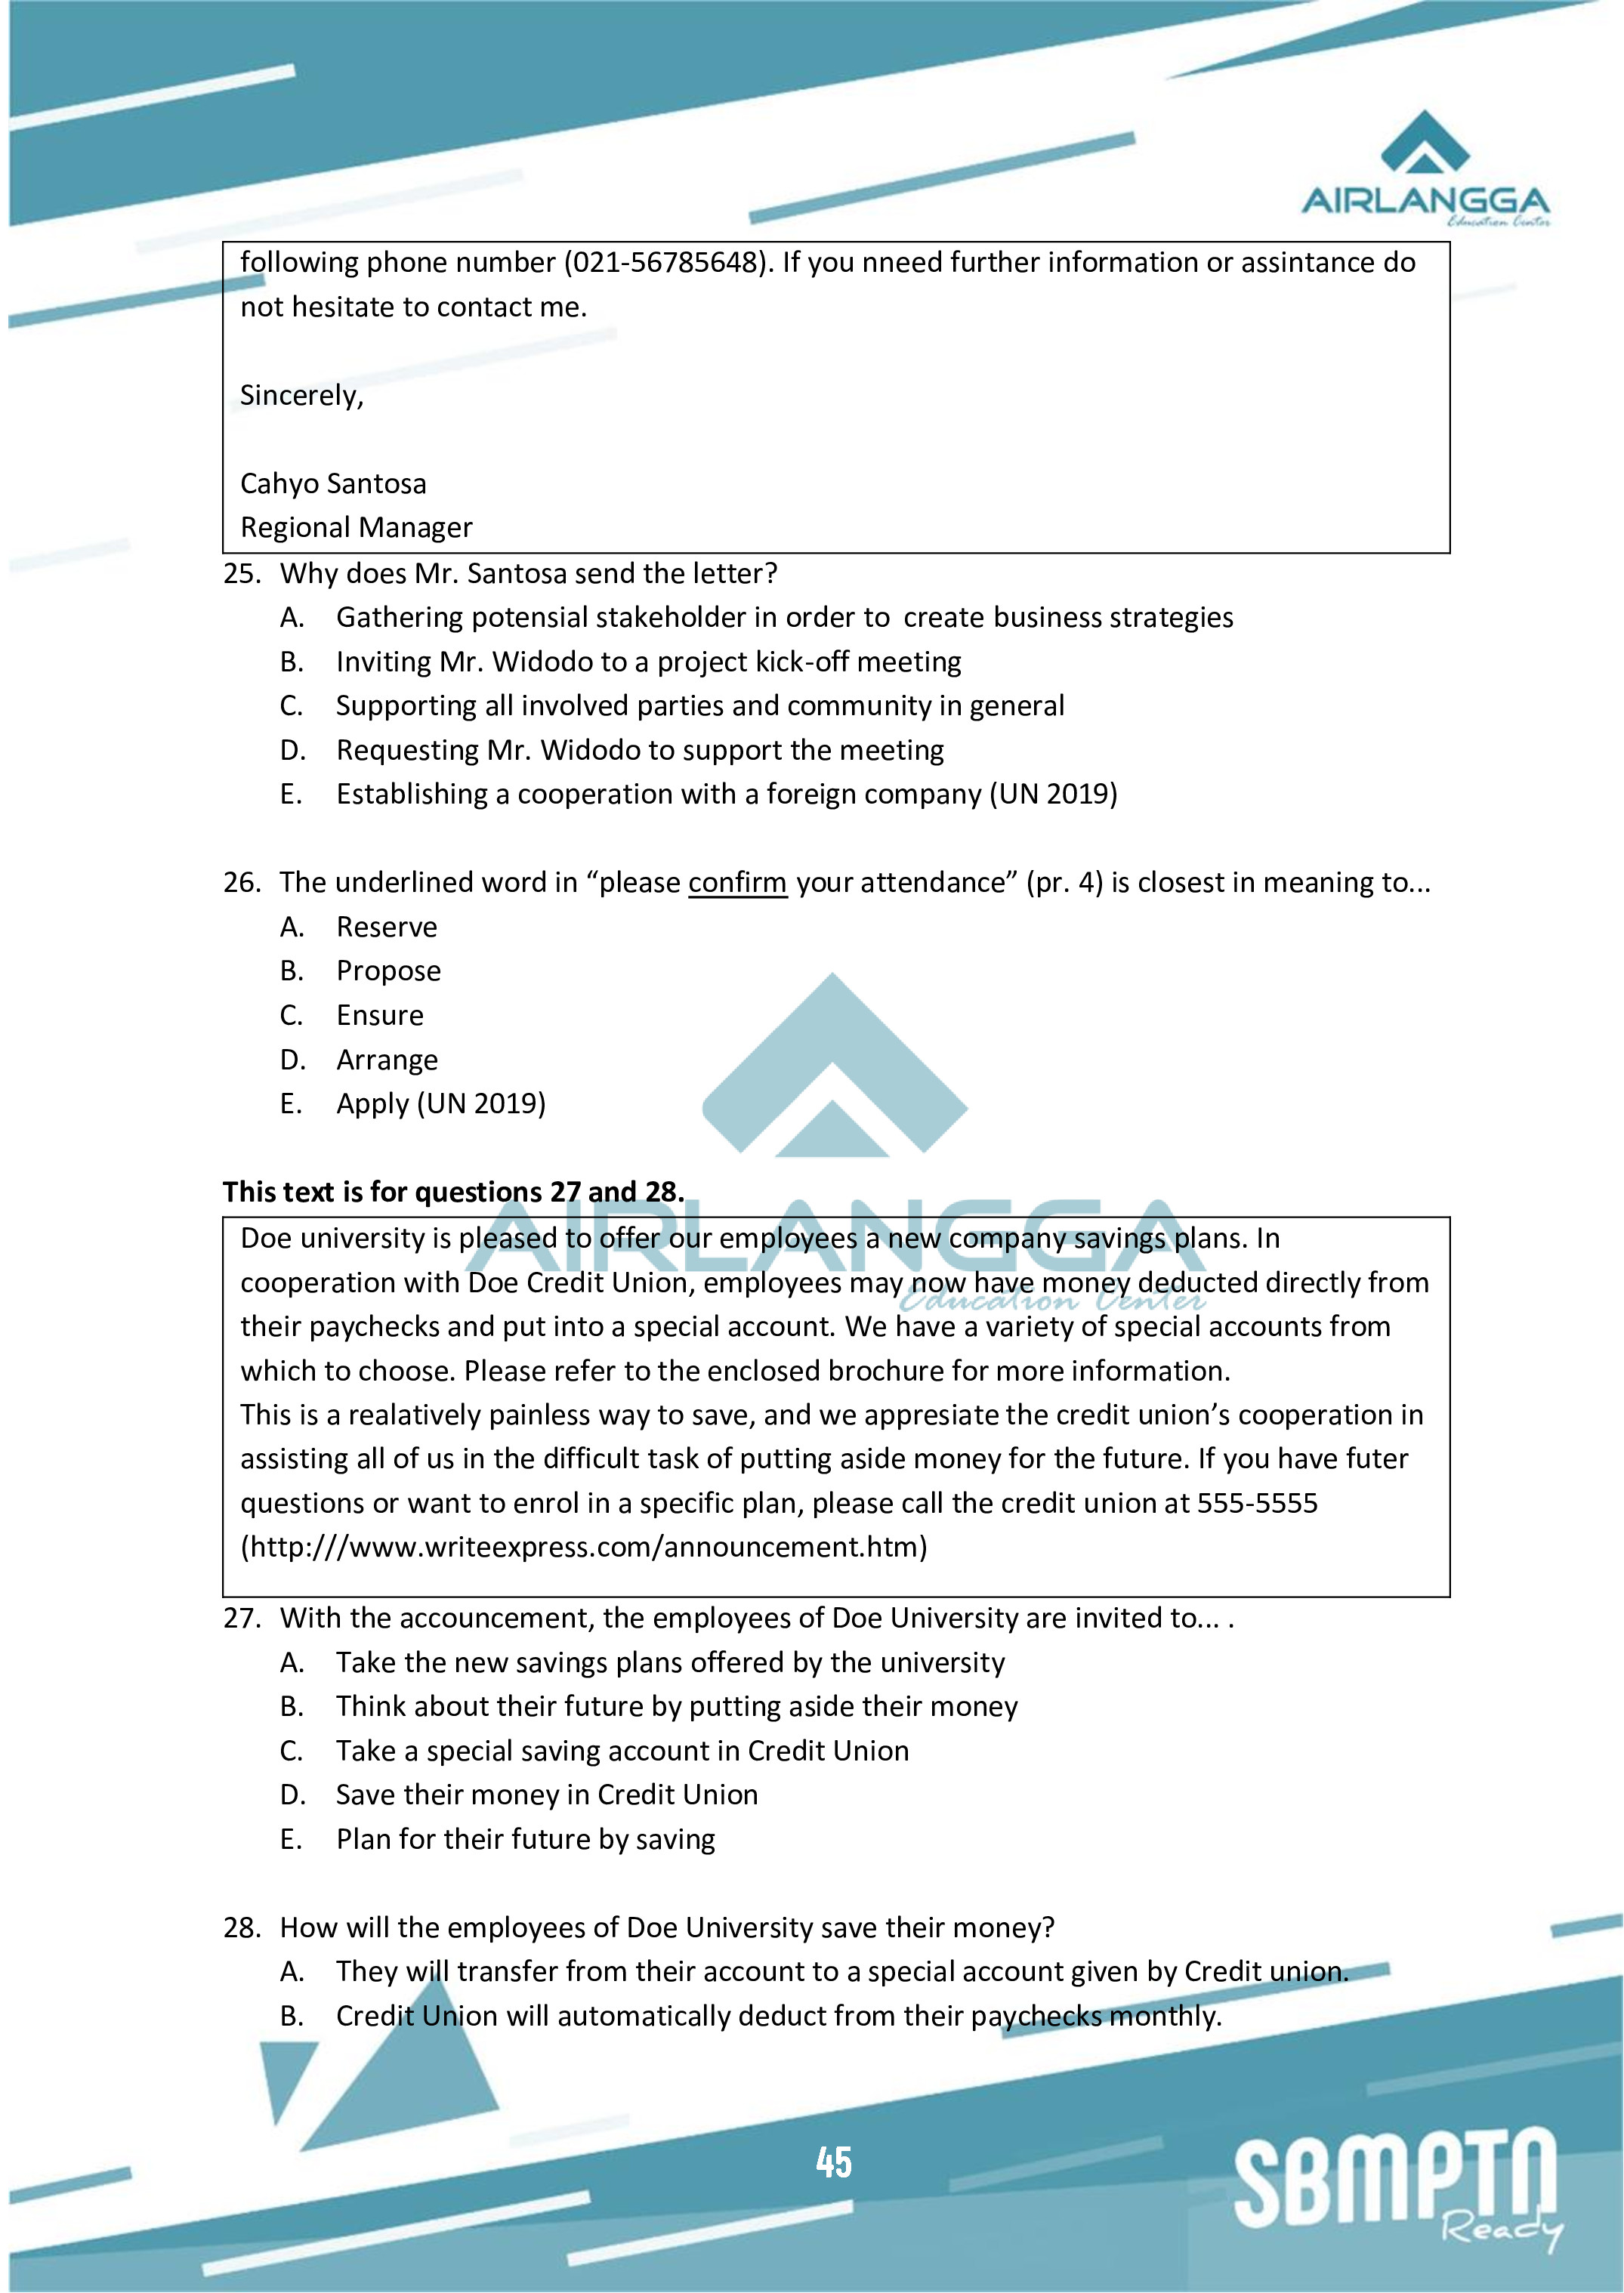 AIRLANGGA
Education Center
following phone number (021-56785648). If you nneed further information or assintance do
not hesitate to contact me.
Sincerely,
Cahyo Santosa
Regional Manager
25. Why does Mr. Santosa send the letter?
A. Gathering potensial stakeholder in order to create business strategies
B. Inviting Mr. Widodo to a project kick-off meeting
C. Supporting all involved parties and community in general
D. Requesting Mr. Widodo to support the meeting
E. Establishing a cooperation with a foreign company (UN 2019)
26. The underlined word in “please confirm your attendance” (pr. 4) is closest in meaning to...
A. Reserve
B. Propose
C. Ensure
D. Arrange
E. Apply (UN 2019)
This text is for questions 27 and 28.
AIRLANGGA
Education Center
Doe university is pleased to offer our employees a new company savings plans. In
cooperation with Doe Credit Union, employees may now have money deducted directly from
their paychecks and put into a special account. We have a variety of special accounts from
which to choose. Please refer to the enclosed brochure for more information.
This is a realatively painless way to save, and we appresiate the credit union’s cooperation in
assisting all of us in the difficult task of putting aside money for the future. If you have futer
questions or want to enrol in a specific plan, please call the credit union at 555-5555
(http:///www.writeexpress.com/announcement.htm)
27. With the accouncement, the employees of Doe University are invited to... .
A. Take the new savings plans offered by the university
B. Think about their future by putting aside their money
C. Take a special saving account in Credit Union
D. Save their money in Credit Union
E. Plan for their future by saving
28. How will the employees of Doe University save their money?
A. They will transfer from their account to a special account given by Credit union.
B. Credit Union will automatically deduct from their paychecks monthly.
45
SBMPTN
Ready